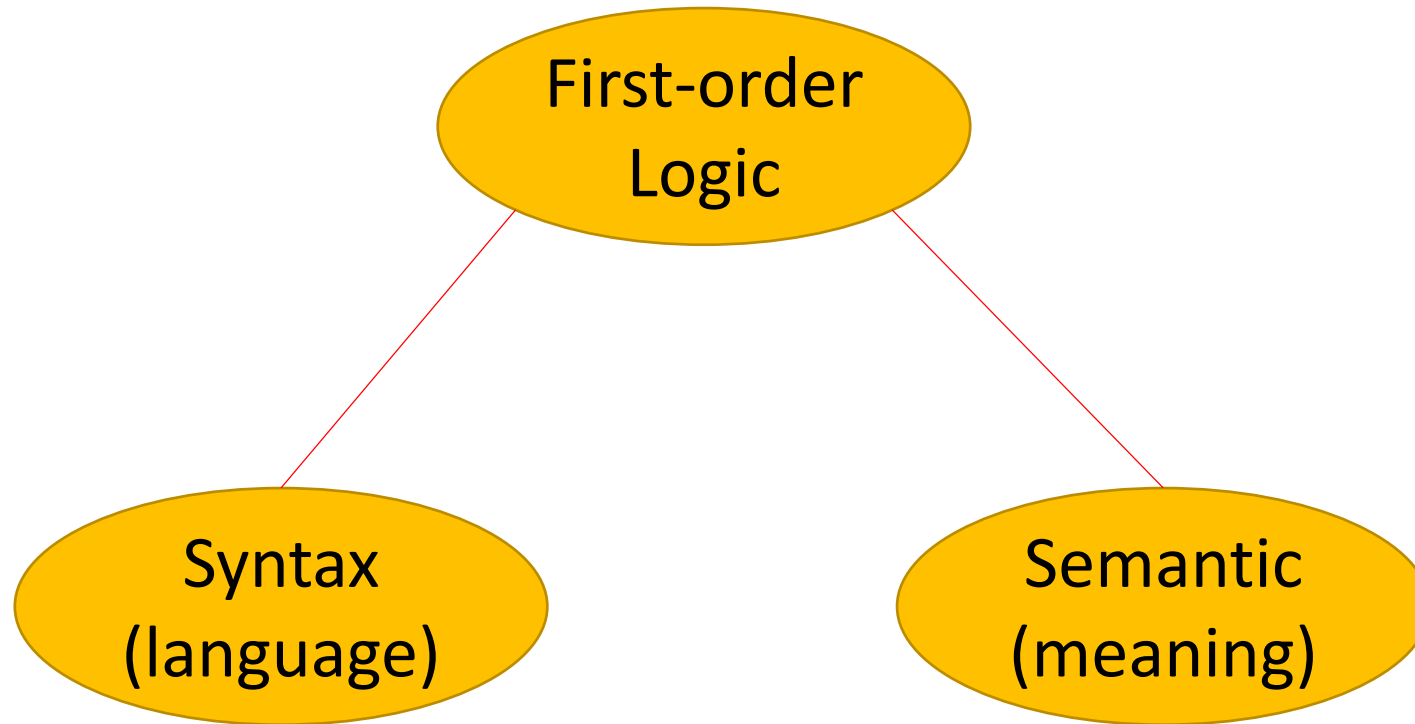 First-order
Logic
Syntax
(language)
Semantic
(meaning)